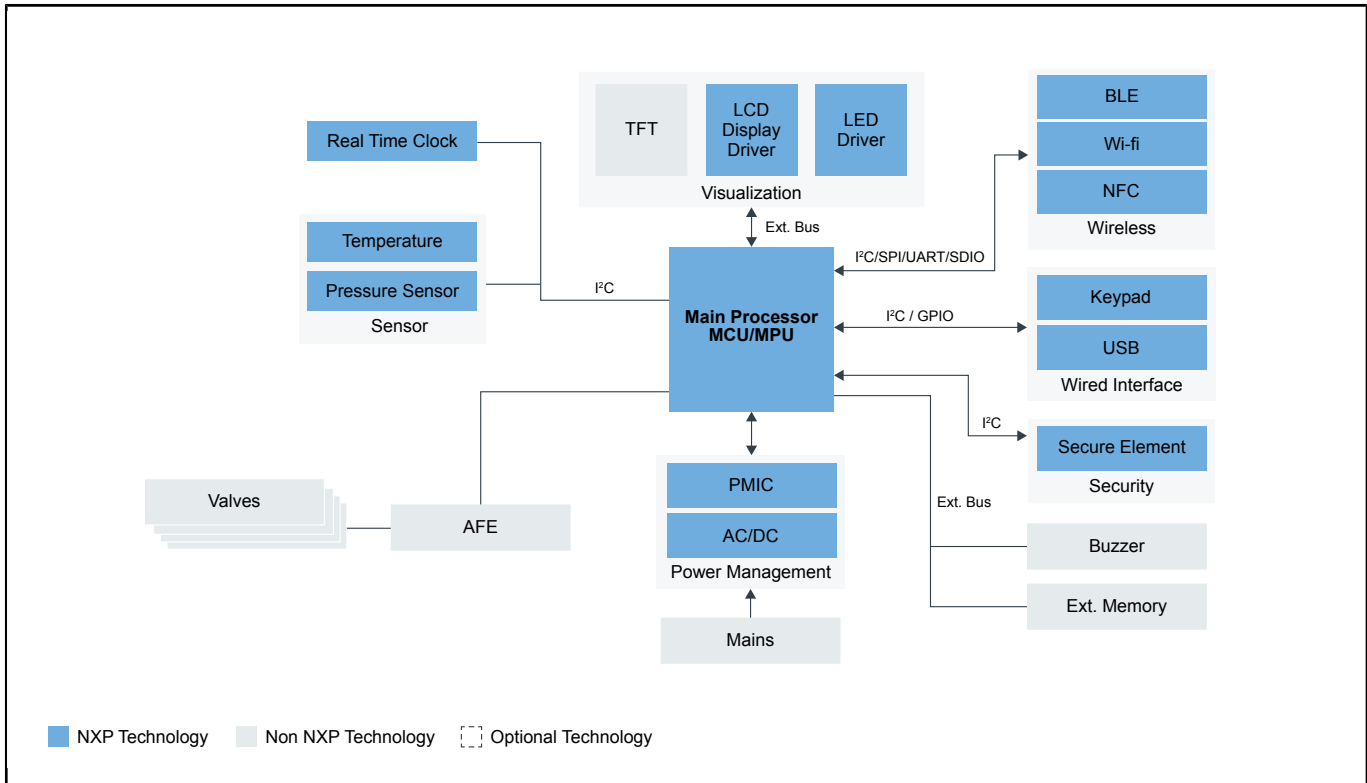 TFT
LCD
Display
Driver
LED
Driver
Visualization
BLE
Wi-fi
NFC
Wireless
Real Time Clock
Temperature
Pressure Sensor
Sensor
I²C
Ext. Bus
Main Processor
MCU/MPU
I²C/SPI/UART/SDIO
I²C / GPIO
Keypad
USB
Wired Interface
I²C
Secure Element
Security
Valves
AFE
PMIC
AC/DC
Power Management
Mains
Ext. Bus
Buzzer
Ext. Memory
NXP Technology
Non NXP Technology
Optional Technology